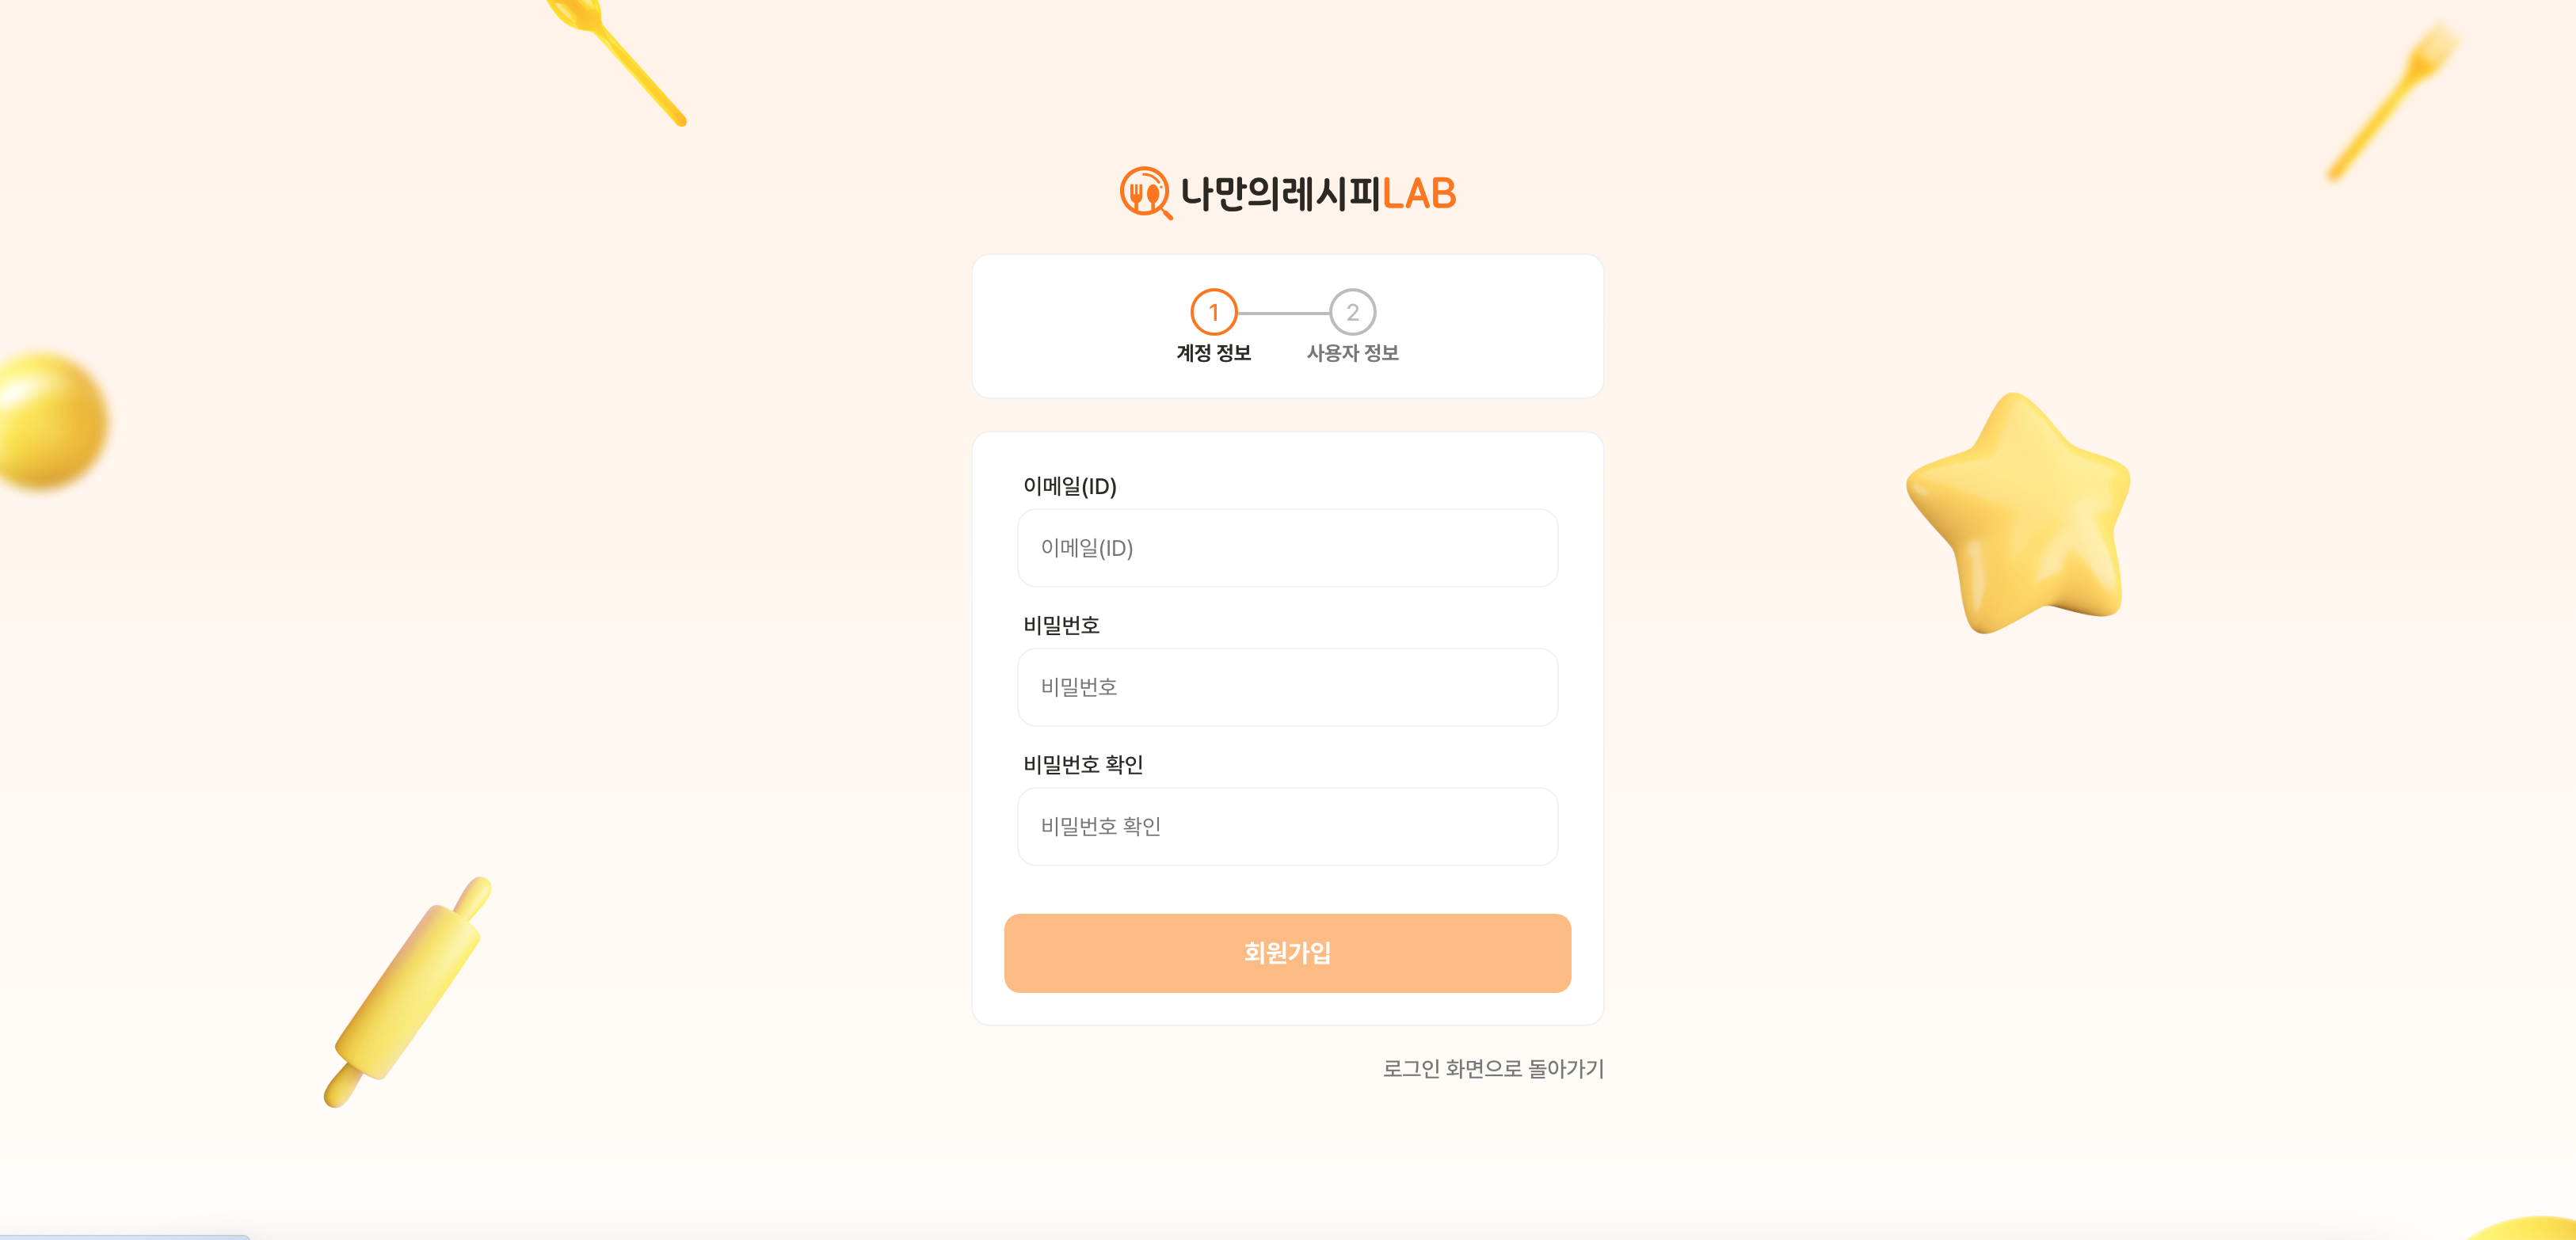 나만의레시피LAB
1
2
계정 정보
사용자 정보
이메일(ID)
이메일(ID)
비밀번호
비밀번호
비밀번호 확인
비밀번호 확인
회원가입
로그인 화면으로 돌아가기